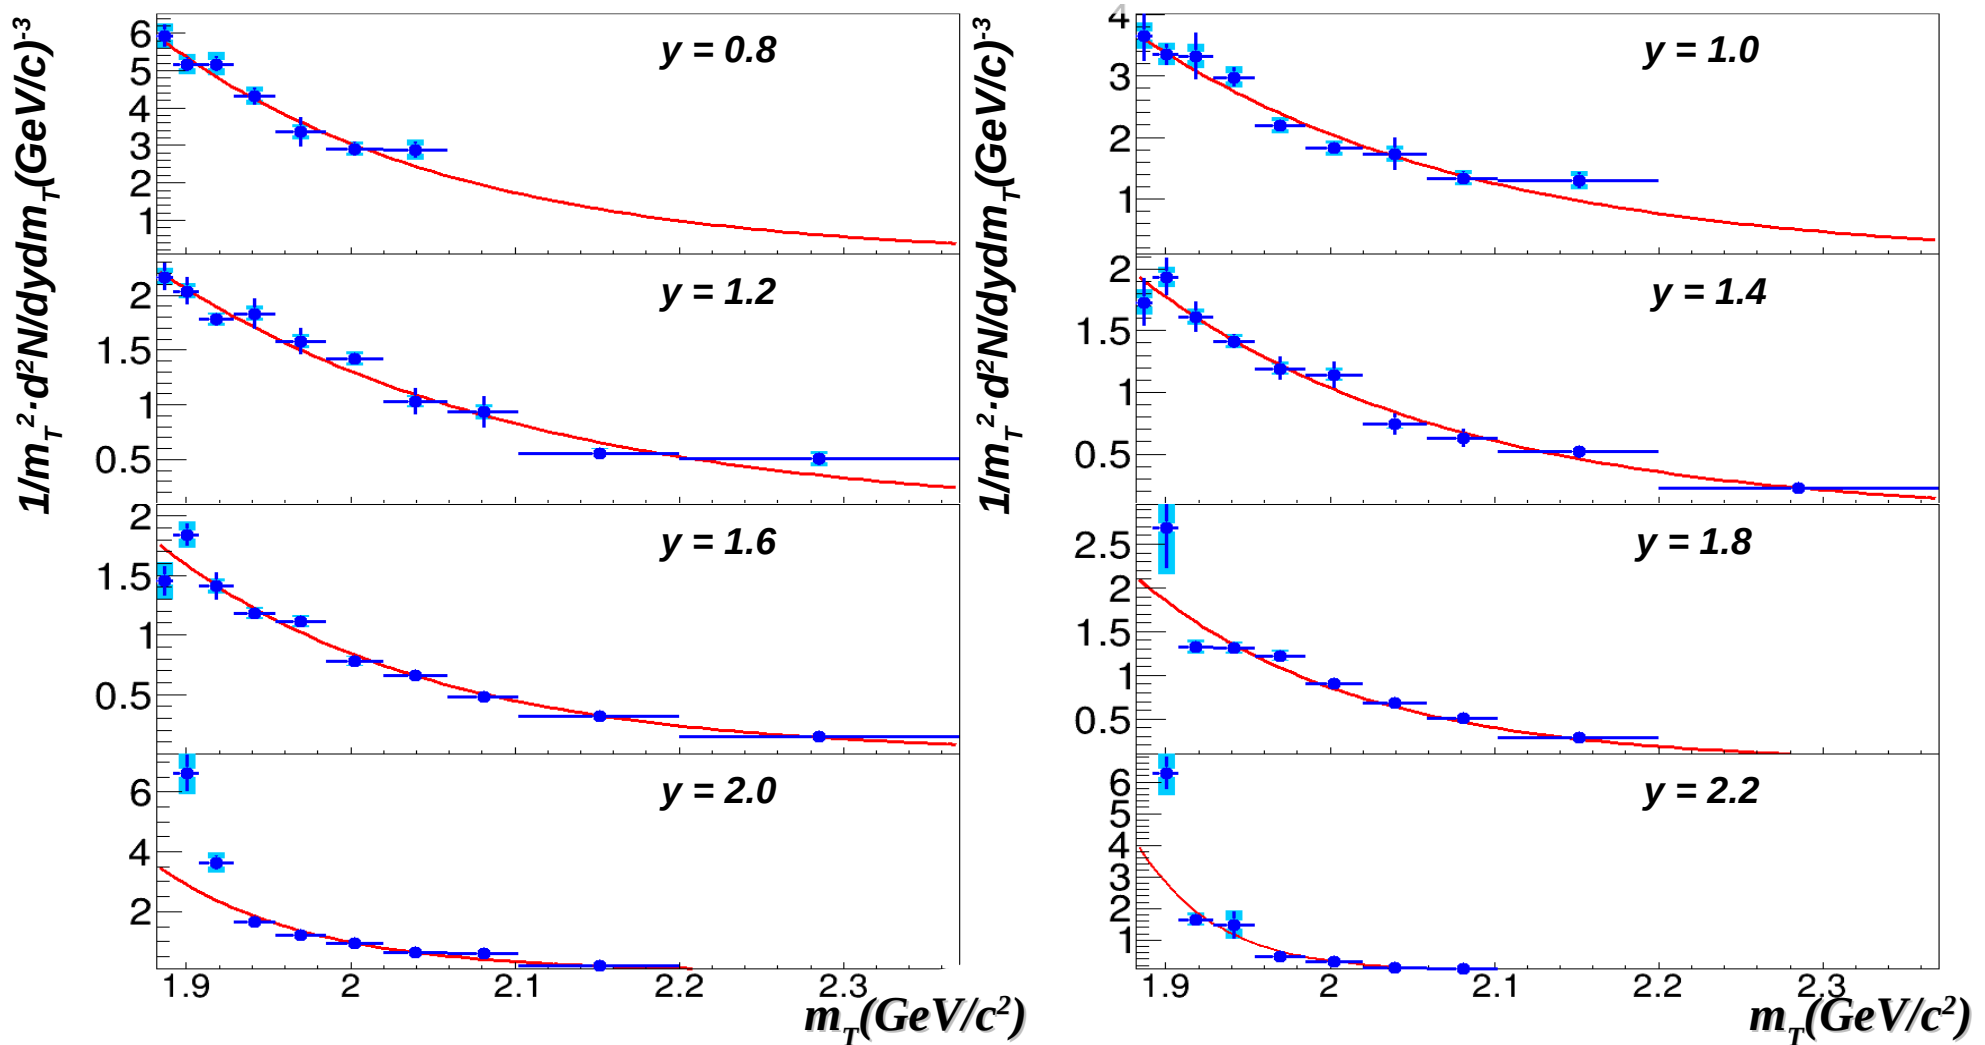 1/m_T^2·d^2N/dydm_T(GeV/c)^-3
y = 0.8
6
5
4
3
2
1
y = 1.2
2
1.5
1
0.5
y = 1.6
2
1.5
1
0.5
y = 2.0
6
4
2
1.9 2 2.1 2.2 2.3
m_T(GeV/c^2)
1/m_T^2·d^2N/dydm_T(GeV/c)^-3
y = 1.0
4
3
2
1
y = 1.4
2
1.5
1
0.5
y = 1.8
2.5
2
1.5
1
0.5
y = 2.2
6
5
4
3
2
1
1.9 2 2.1 2.2 2.3
m_T(GeV/c^2)